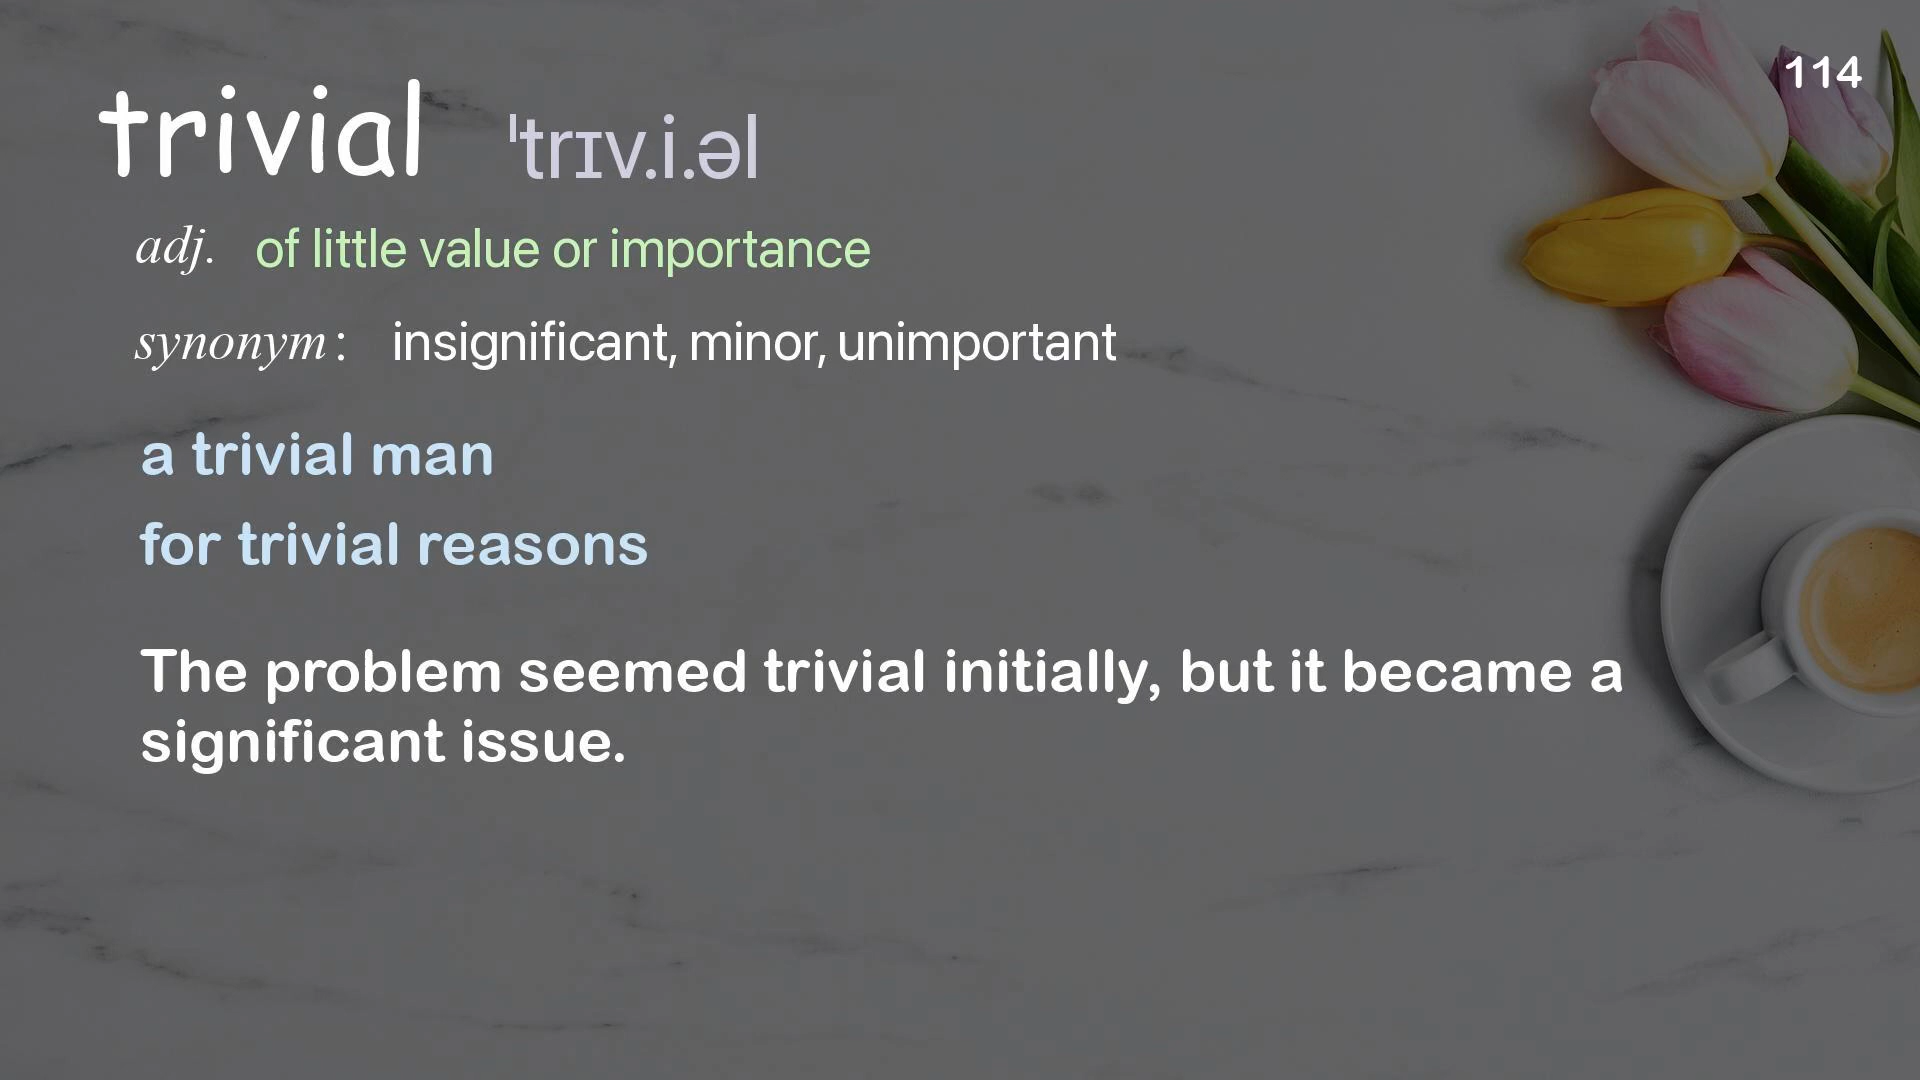 114
trivial ˈtrɪv.i.əl
adj. of little value or importance
synonym: insignificant, minor, unimportant
a trivial man
for trivial reasons
The problem seemed trivial initially, but it became a
significant issue.